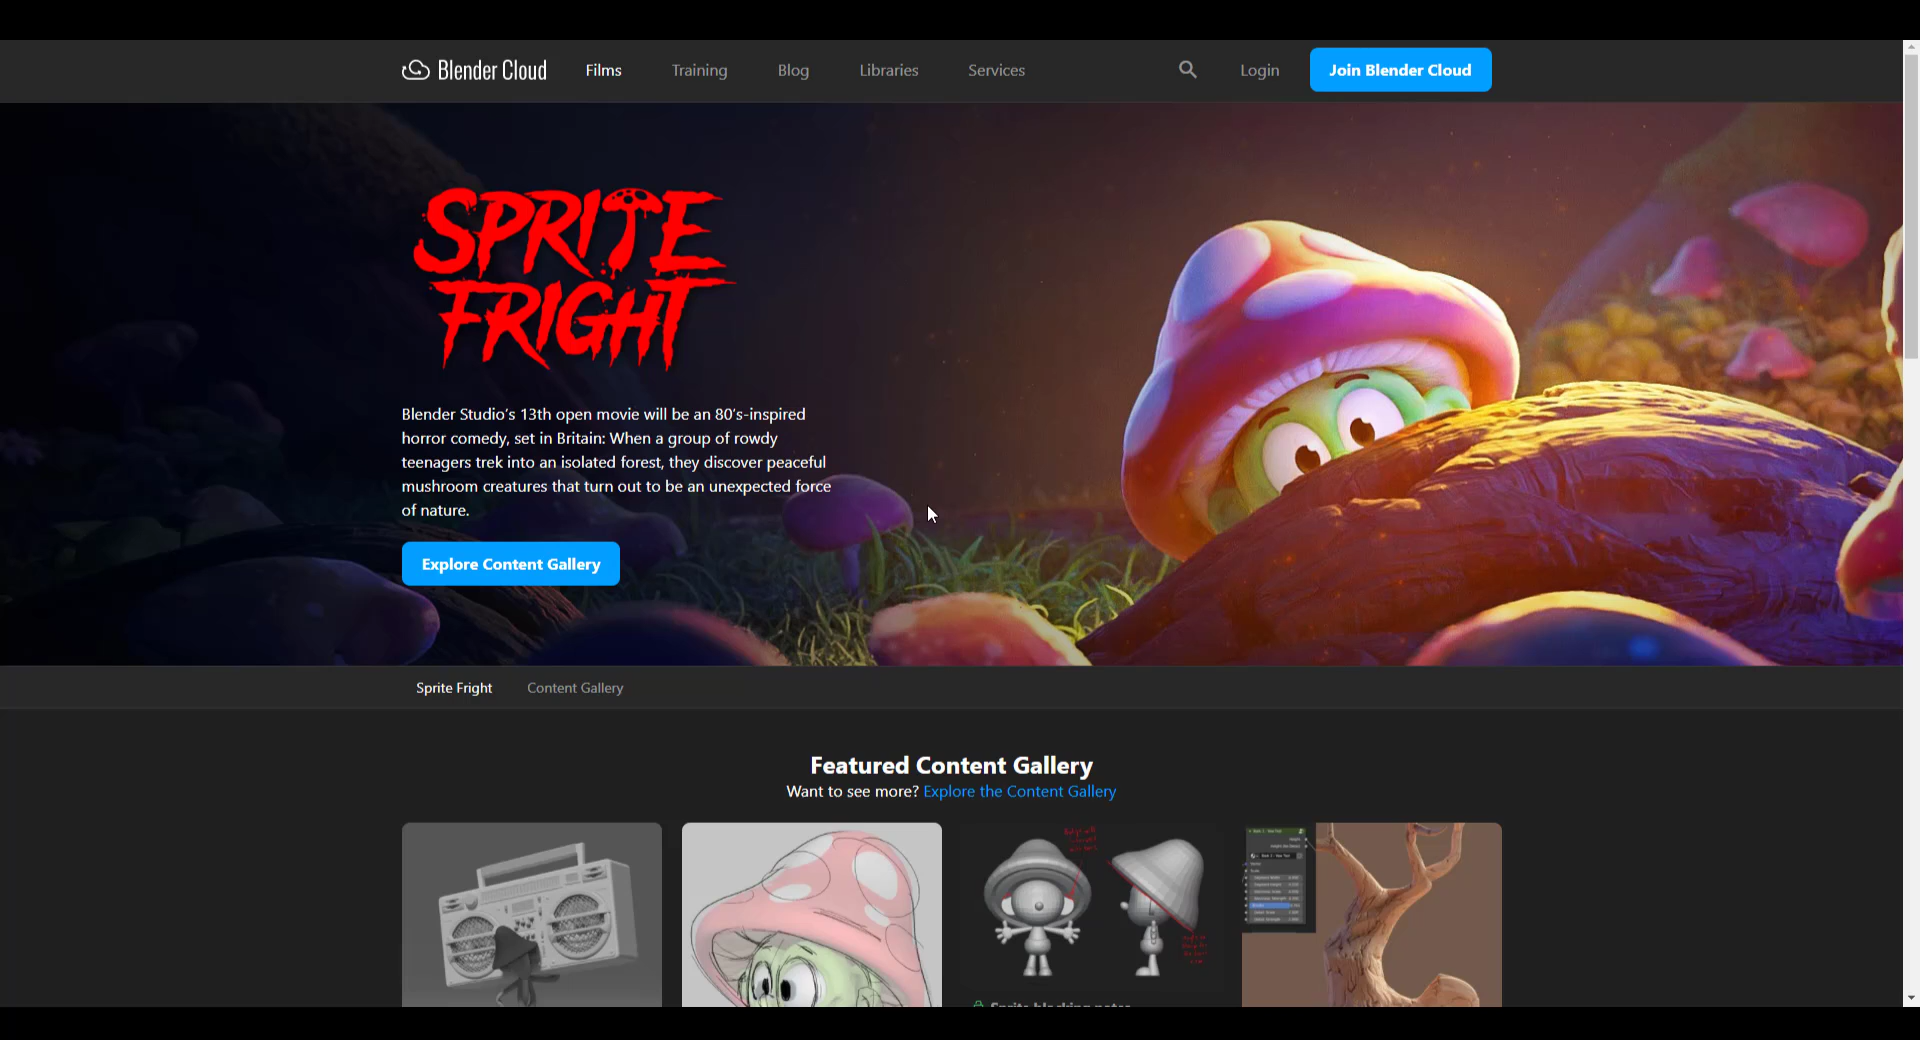 Blender Cloud
Films
Training
Blog
Libraries
Services
Login
Join Blender Cloud
SPRITE
FRIGHT
Blender Studio's 13th open movie will be an 80's-inspired
horror comedy, set in Britain: When a group of rowdy
teenagers trek into an isolated forest, they discover peaceful
mushroom creatures that turn out to be an unexpected force
of nature.
Explore Content Gallery
Sprite Fright
Content Gallery
Featured Content Gallery
Want to see more? Explore the Content Gallery